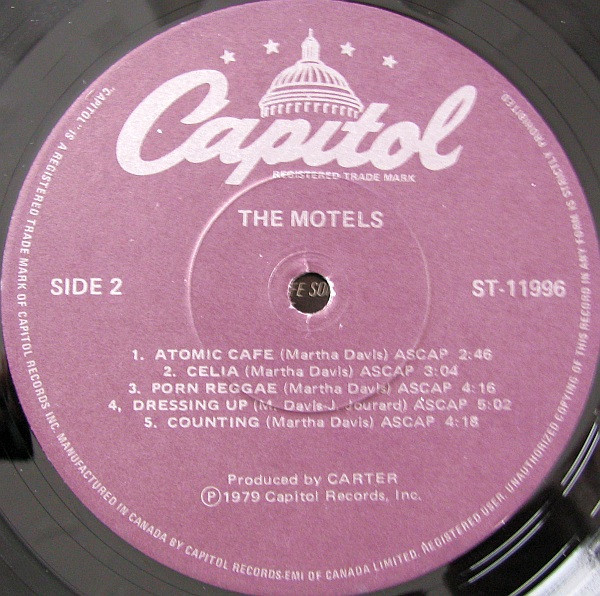 Capitol
REGISTERED TRADE MARK
THE MOTELS
SIDE 2
ST-11996
1. ATOMIC CAFE (Martha Davis) ASCAP 2:46
2. CELIA (Martha Davis) ASCAP 3:04
3. PORN REGGAE (Martha Davis) ASCAP 4:16
4, DRESSING UP (M. Davis-J. Jourard) ASCAP 5:02
5. COUNTING (Martha Davis) ASCAP 4:18
Produced by CARTER
Ⓟ1979 Capitol Records, Inc.
"CAPITOL" IS A REGISTERED TRADE MARK OF CAPITOL RECORDS INC. MANUFACTURED IN CANADA BY CAPITOL RECORDS-EMI OF CANADA LIMITED. REGISTERED USER. UNAUTHORIZED COPYING OF THIS RECORD IN ANY FORM IS STRICTLY PROHIBITED